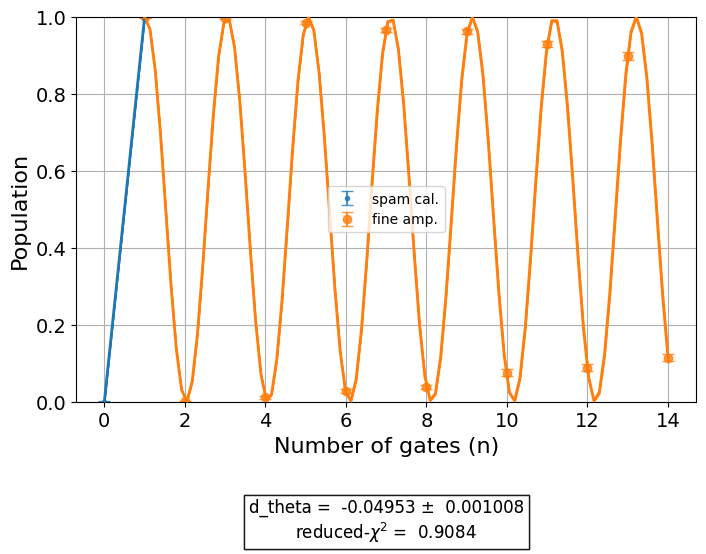 1.0
0.8
0.6
0.4
0.2
0.0
Population
spam cal.
fine amp.
0 2 4 6 8 10 12 14
Number of gates (n)
d_theta = -0.04953 ± 0.001008
reduced-χ² = 0.9084